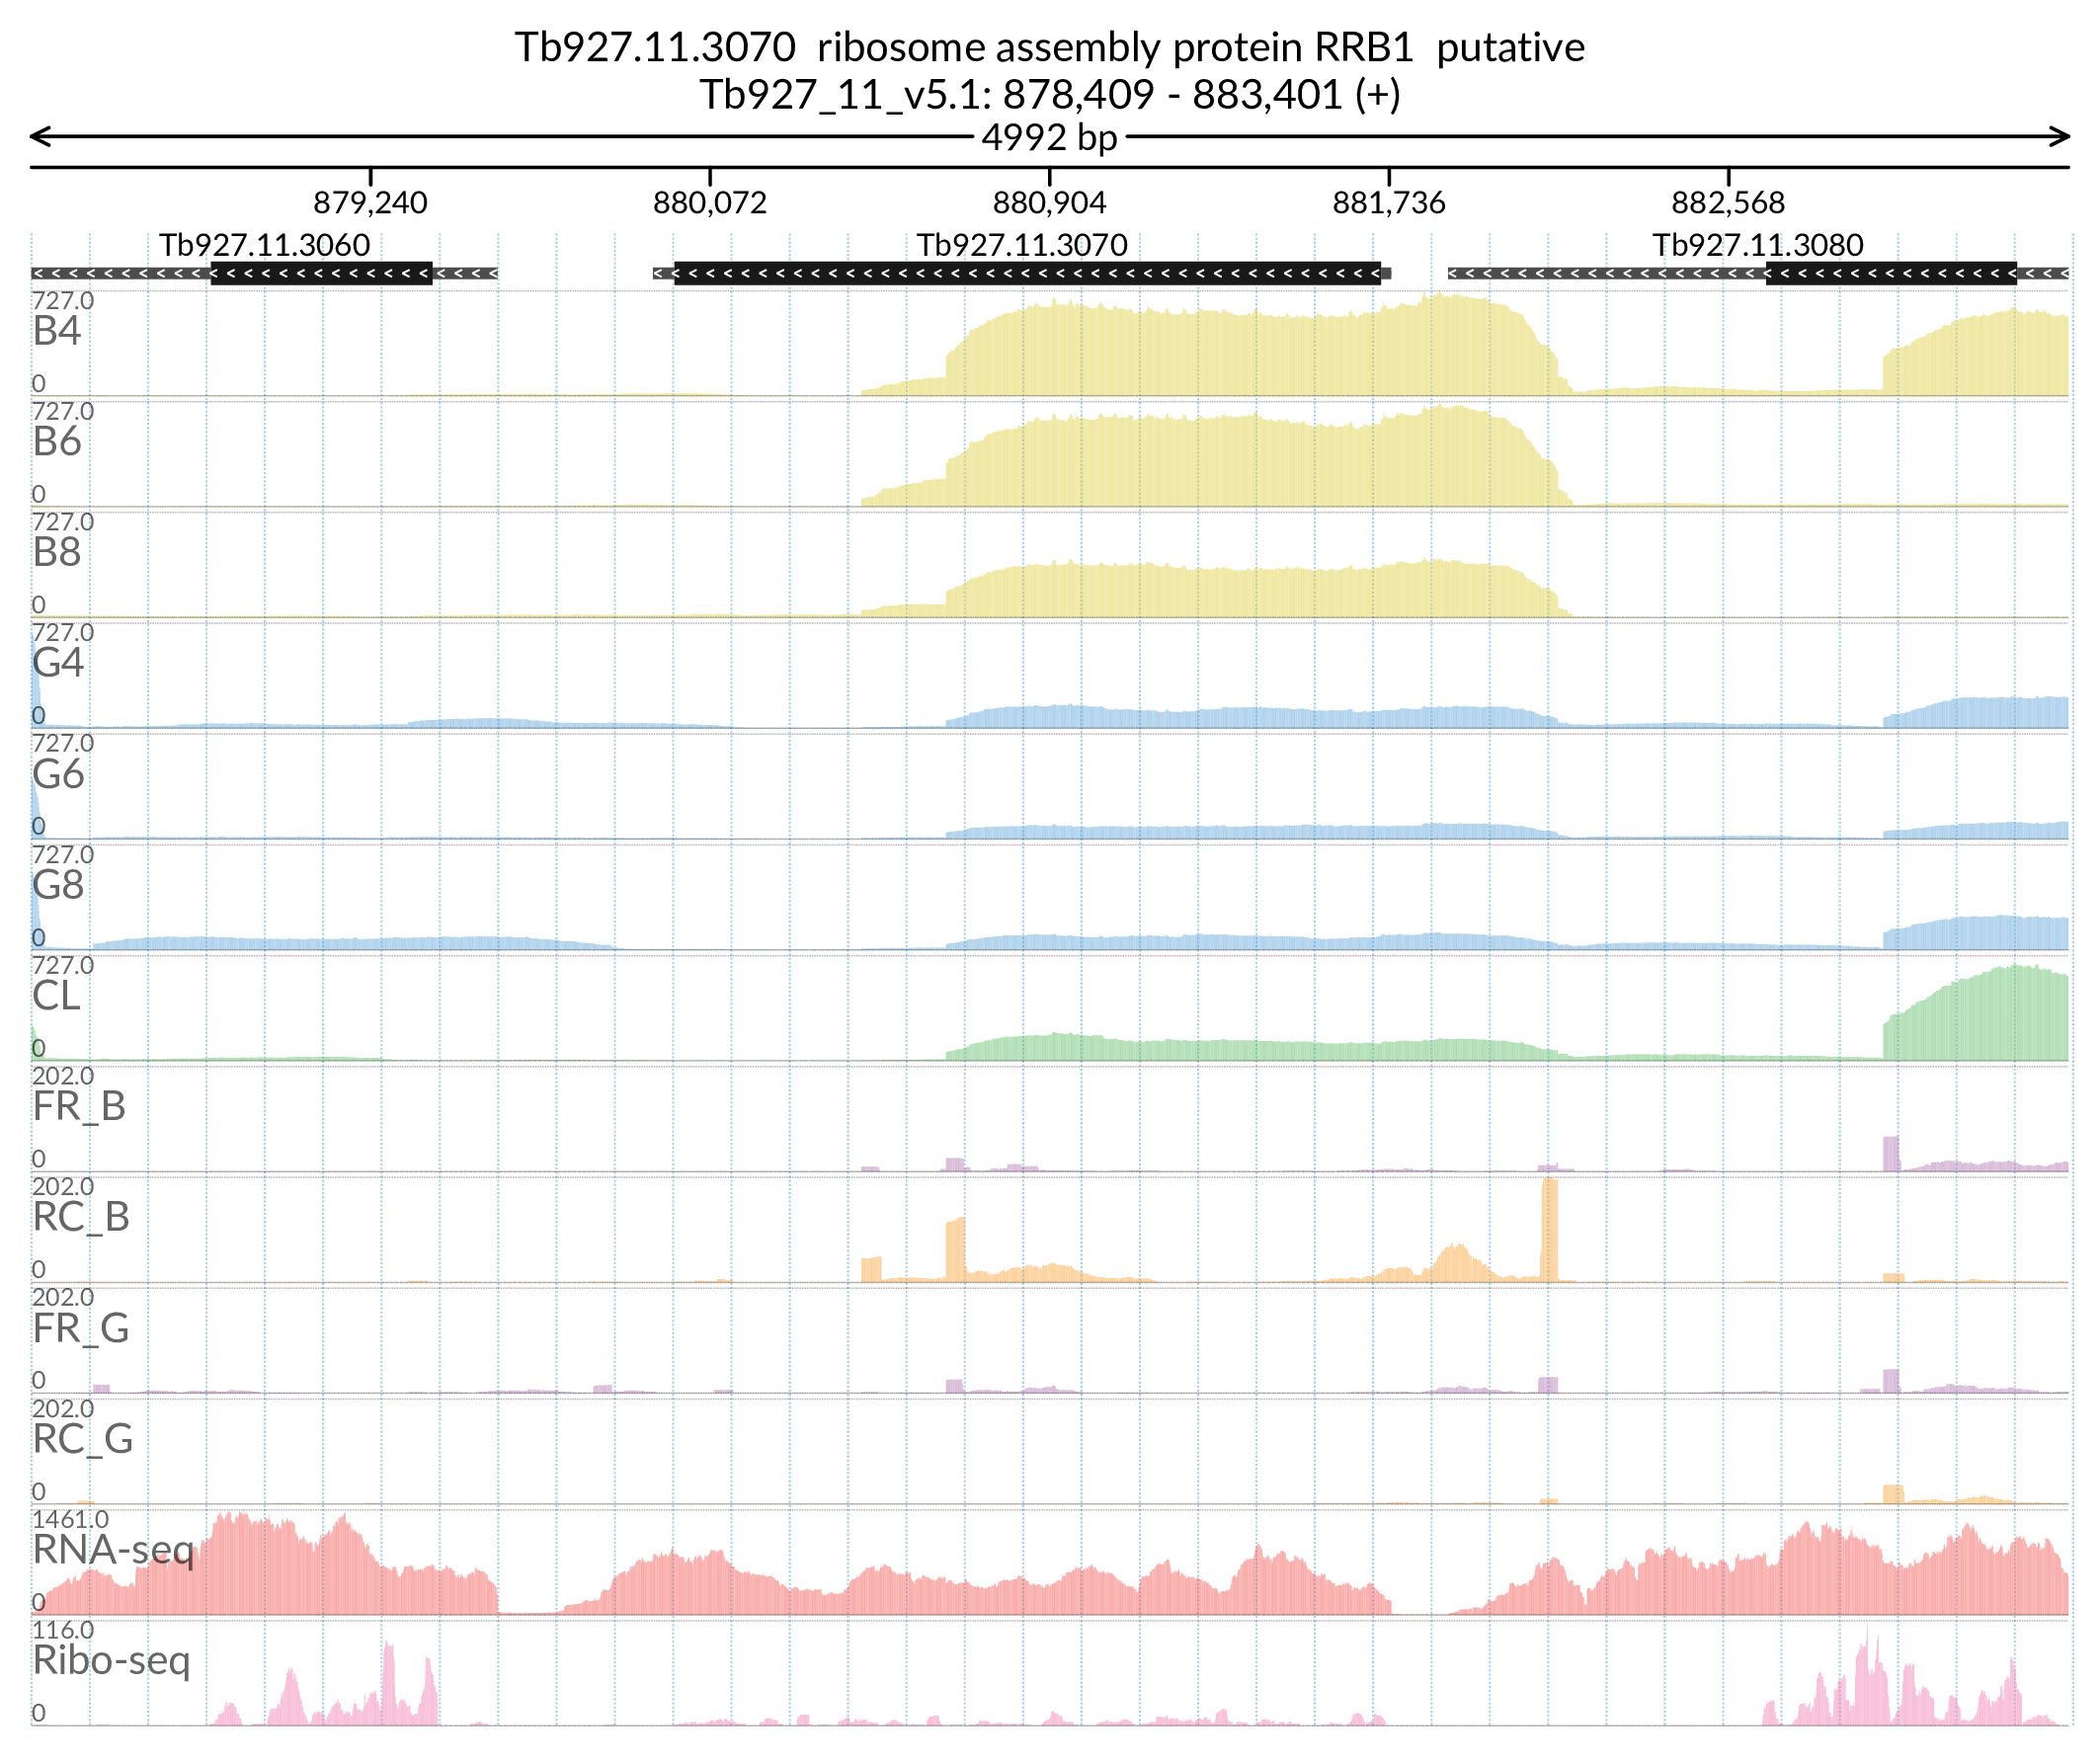 Tb927.11.3070  ribosome assembly protein RRB1  putative
Tb927_11_v5.1: 878,409 - 883,401 (+)
4992 bp
879,240 880,072 880,904 881,736 882,568
Tb927.11.3060 Tb927.11.3070 Tb927.11.3080
727.0
B4
0
727.0
B6
0
727.0
B8
0
727.0
G4
0
727.0
G6
0
727.0
G8
0
727.0
CL
0
202.0
FR_B
0
202.0
RC_B
0
202.0
FR_G
0
202.0
RC_G
0
1461.0
RNA-seq
0
116.0
Ribo-seq
0